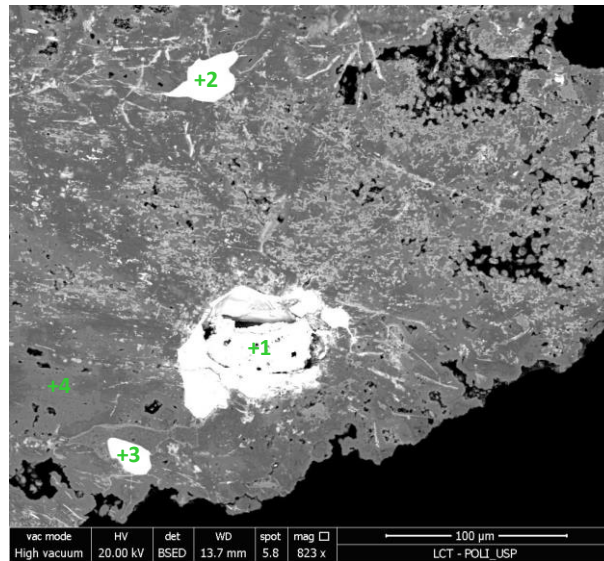 +2
+1
+4
+3
vac mode HV det WD spot mag □ 100 µm
High vacuum 20.00 kV BSED 13.7 mm 5.8 823 x LCT - POLI_USP